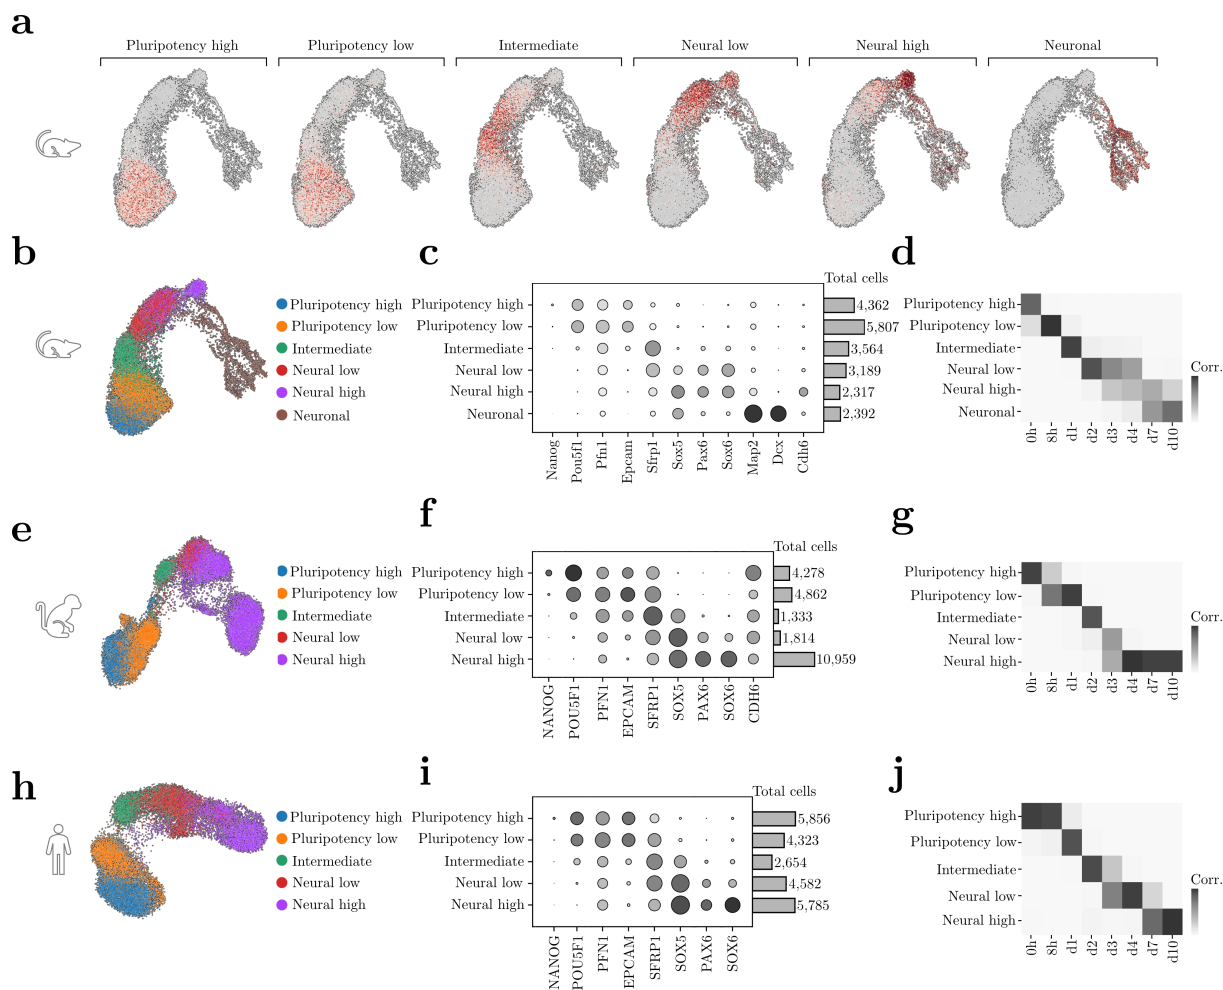 a
Pluripotency high
Pluripotency low
Intermediate
Neural low
Neural high
Neuronal
b
Pluripotency high
Pluripotency low
Intermediate
Neural low
Neural high
Neuronal
c
Total cells
Pluripotency high 4,362
Pluripotency low 5,807
Intermediate 3,564
Neural low 3,189
Neural high 2,317
Neuronal 2,392
Nanog Pou5f1 Pfn1 Epcam Sfrp1 Sox5 Pax6 Sox6 Map2 Dcx Cdh6
d
Pluripotency high
Pluripotency low
Intermediate
Neural low
Neural high
Neuronal
0h 8h d1 d2 d3 d4 d7 d10
Corr.
e
Pluripotency high
Pluripotency low
Intermediate
Neural low
Neural high
f
Total cells
Pluripotency high 4,278
Pluripotency low 4,862
Intermediate 1,333
Neural low 1,814
Neural high 10,959
NANOG POU5F1 PFN1 EPCAM SFRP1 SOX5 PAX6 SOX6 CDH6
g
Pluripotency high
Pluripotency low
Intermediate
Neural low
Neural high
0h 8h d1 d2 d3 d4 d7 d10
Corr.
h
Pluripotency high
Pluripotency low
Intermediate
Neural low
Neural high
i
Total cells
Pluripotency high 5,856
Pluripotency low 4,323
Intermediate 2,654
Neural low 4,582
Neural high 5,785
NANOG POU5F1 PFN1 EPCAM SFRP1 SOX5 PAX6 SOX6
j
Pluripotency high
Pluripotency low
Intermediate
Neural low
Neural high
0h 8h d1 d2 d3 d4 d7 d10
Corr.